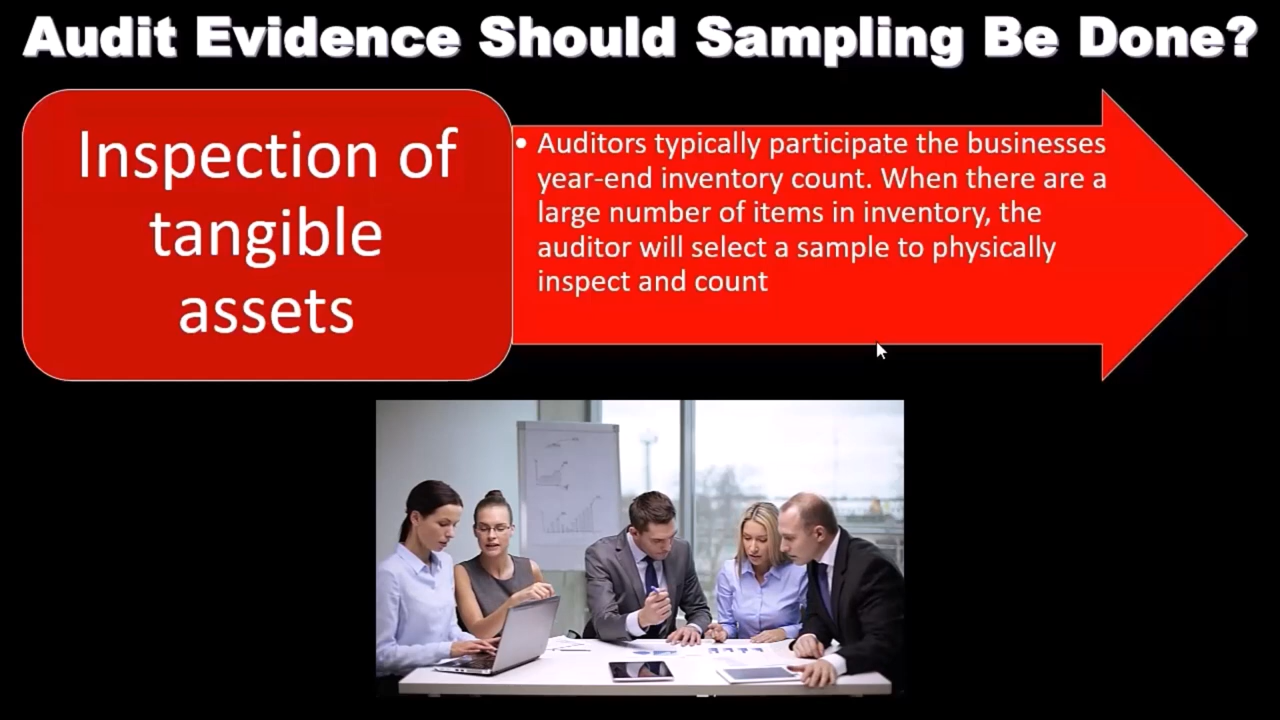 Audit Evidence Should Sampling Be Done?
Inspection of
tangible
assets
• Auditors typically participate the businesses
year-end inventory count. When there are a
large number of items in inventory, the
auditor will select a sample to physically
inspect and count